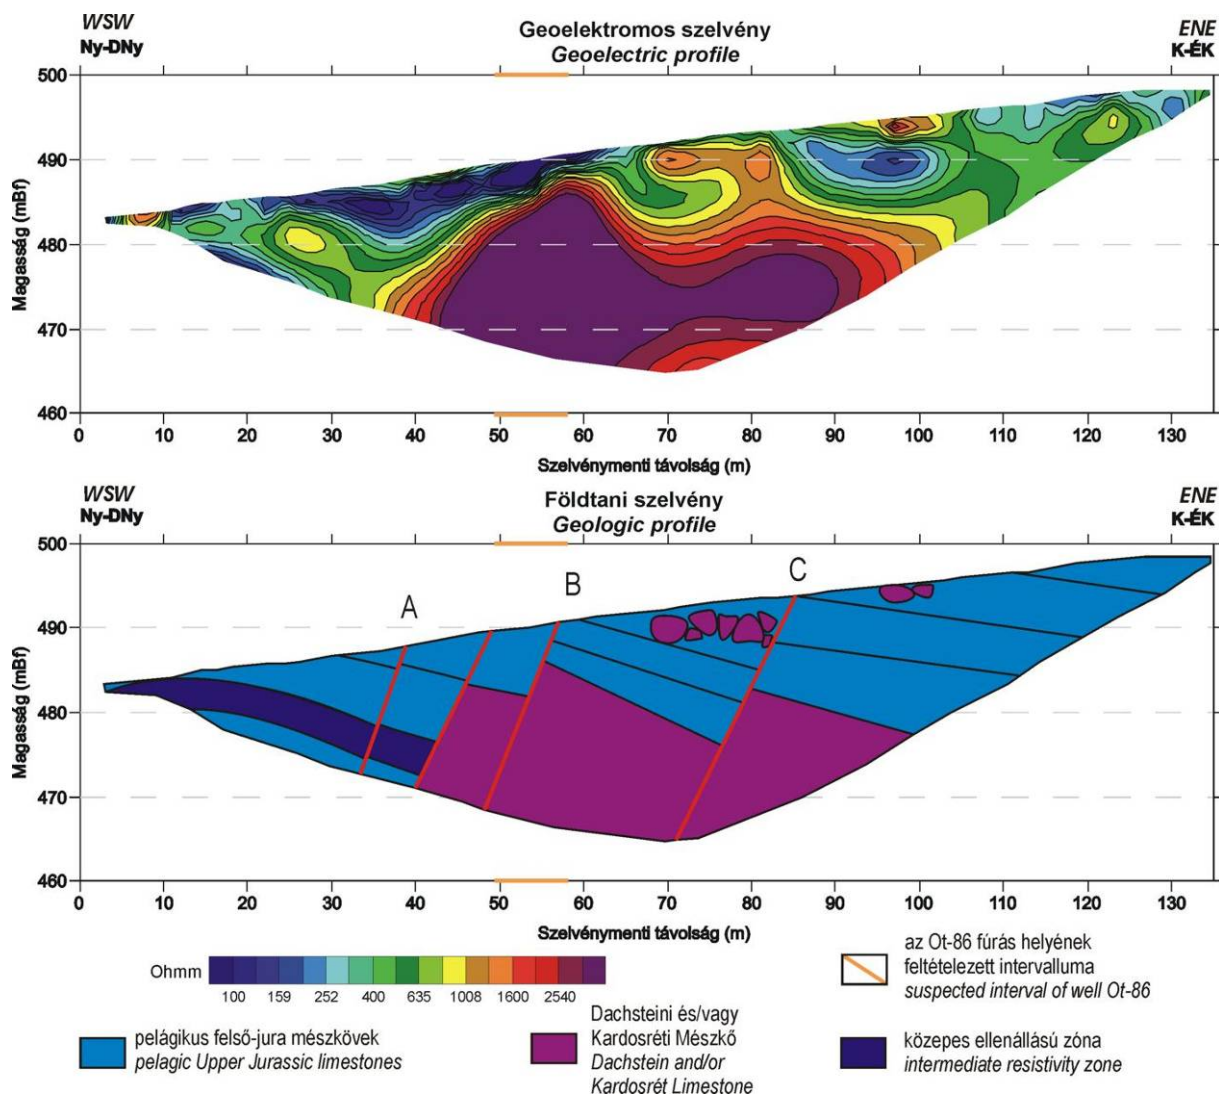 WSW
Ny-DNy
Geoelektromos szelvény
Geoelectric profile
ENE
K-ÉK
Magasság (mBf)
500
490
480
470
460
0 10 20 30 40 50 60 70 80 90 100 110 120 130
Szelvénymenti távolság (m)
WSW
Ny-DNy
Földtani szelvény
Geologic profile
ENE
K-ÉK
Magasság (mBf)
500
490
480
470
460
A
B
C
0 10 20 30 40 50 60 70 80 90 100 110 120 130
Szelvénymenti távolság (m)
Ohmm
100 159 252 400 635 1008 1600 2540
az Ot-86 fúrás helyének
feltételezett intervalluma
suspected interval of well Ot-86
pelágikus felső-jura mészkövek
pelagic Upper Jurassic limestones
Dachsteini és/vagy
Kardosréti Mészkő
Dachstein and/or
Kardosrét Limestone
közepes ellenállású zóna
intermediate resistivity zone